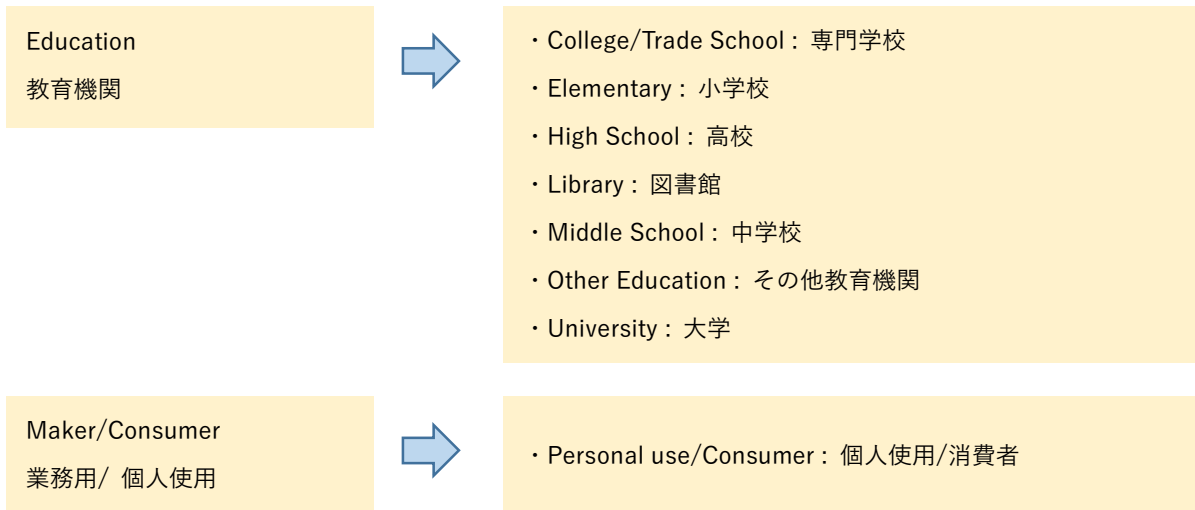 Education
教育機関
・College/Trade School : 専門学校
・Elementary : 小学校
・High School : 高校
・Library : 図書館
・Middle School : 中学校
・Other Education : その他教育機関
・University : 大学
Maker/Consumer
業務用/ 個人使用
・Personal use/Consumer : 個人使用/消費者